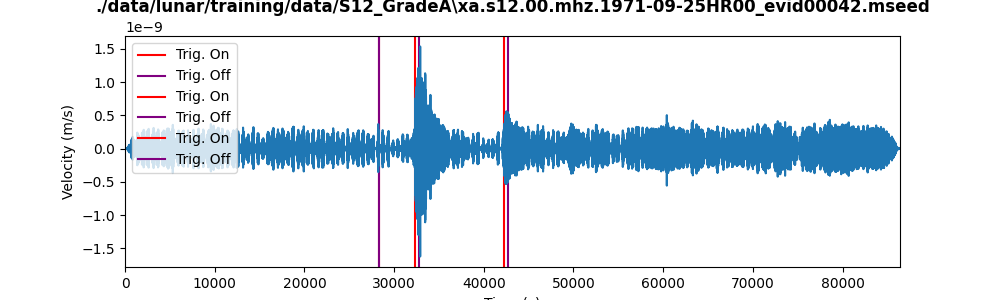 ./data/lunar/training/data/S12_GradeA\xa.s12.00.mhz.1971-09-25HR00_evid00042.mseed
1e−9
Trig. On
Trig. Off
Trig. On
Trig. Off
Trig. On
Trig. Off
1.5
1.0
0.5
0.0
−0.5
−1.0
−1.5
Velocity (m/s)
0 10000 20000 30000 40000 50000 60000 70000 80000